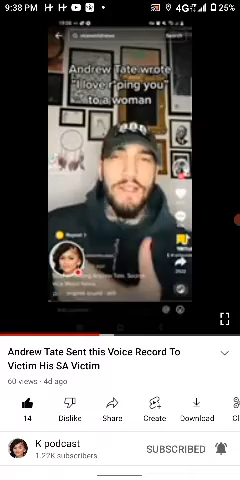 9:38 PM
4G
25%
Search
Andrew Tate wrote
"I love r*ping you"
to a woman
Andrew Tate Sent this Voice Record To
Victim His SA Victim
60 views · 4d ago
14
Dislike
Share
Create
Download
K podcast
1.22K subscribers
SUBSCRIBED